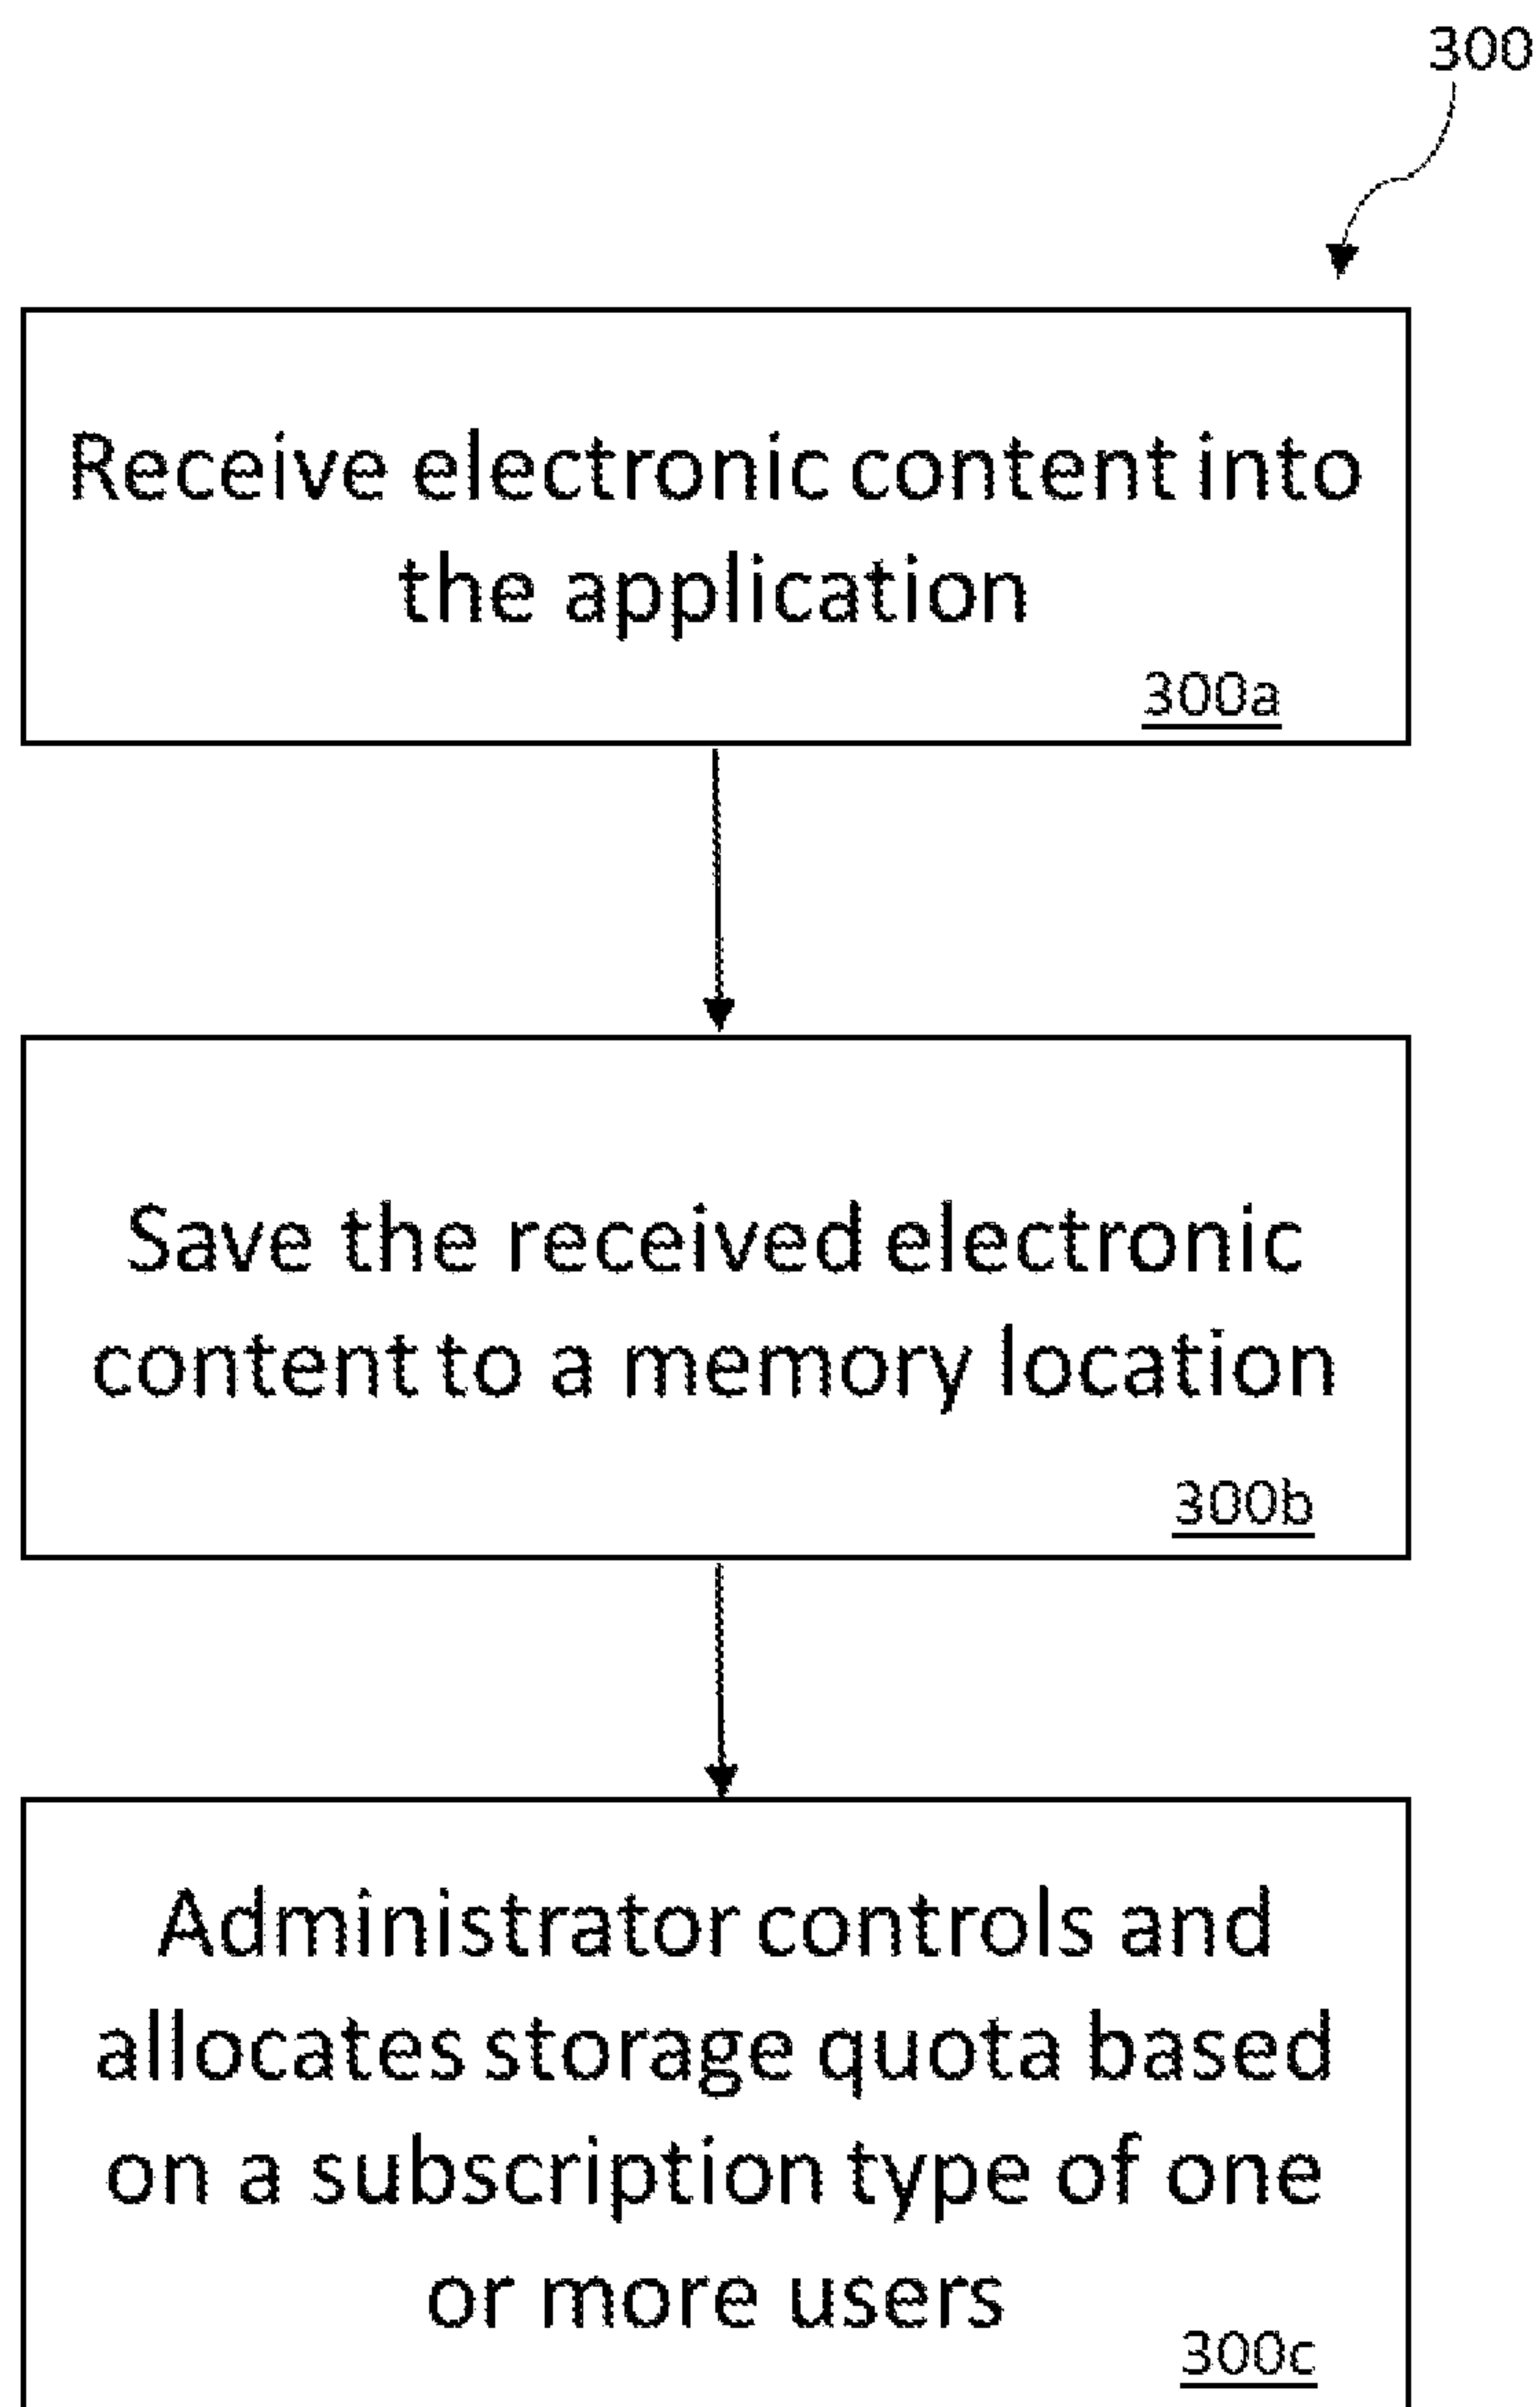 300
Receive electronic content into
the application
300a
Save the received electronic
content to a memory location
300b
Administrator controls and
allocates storage quota based
on a subscription type of one
or more users
300c